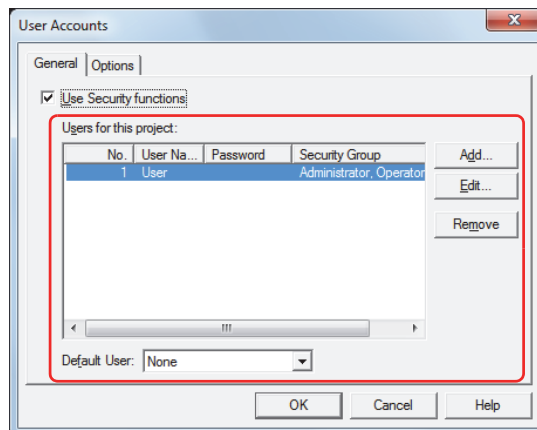 User Accounts
General Options
Use Security functions
Users for this project:
No. User Na... Password Security Group
1 User Administrator, Operator
Add...
Edit...
Remove
Default User: None
OK Cancel Help